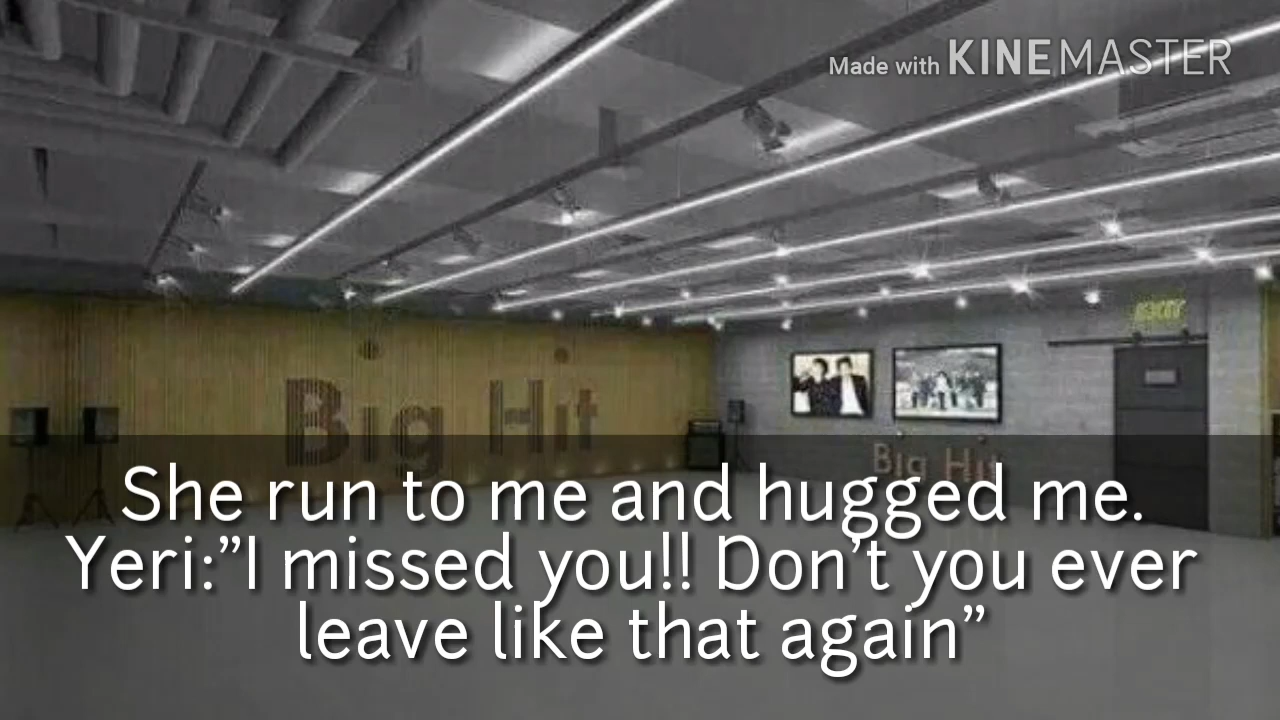 Made with KINEMASTER
EXIT
Big Hit
Big Hit
She run to me and hugged me.
Yeri:”I missed you!! Don’t you ever
leave like that again”